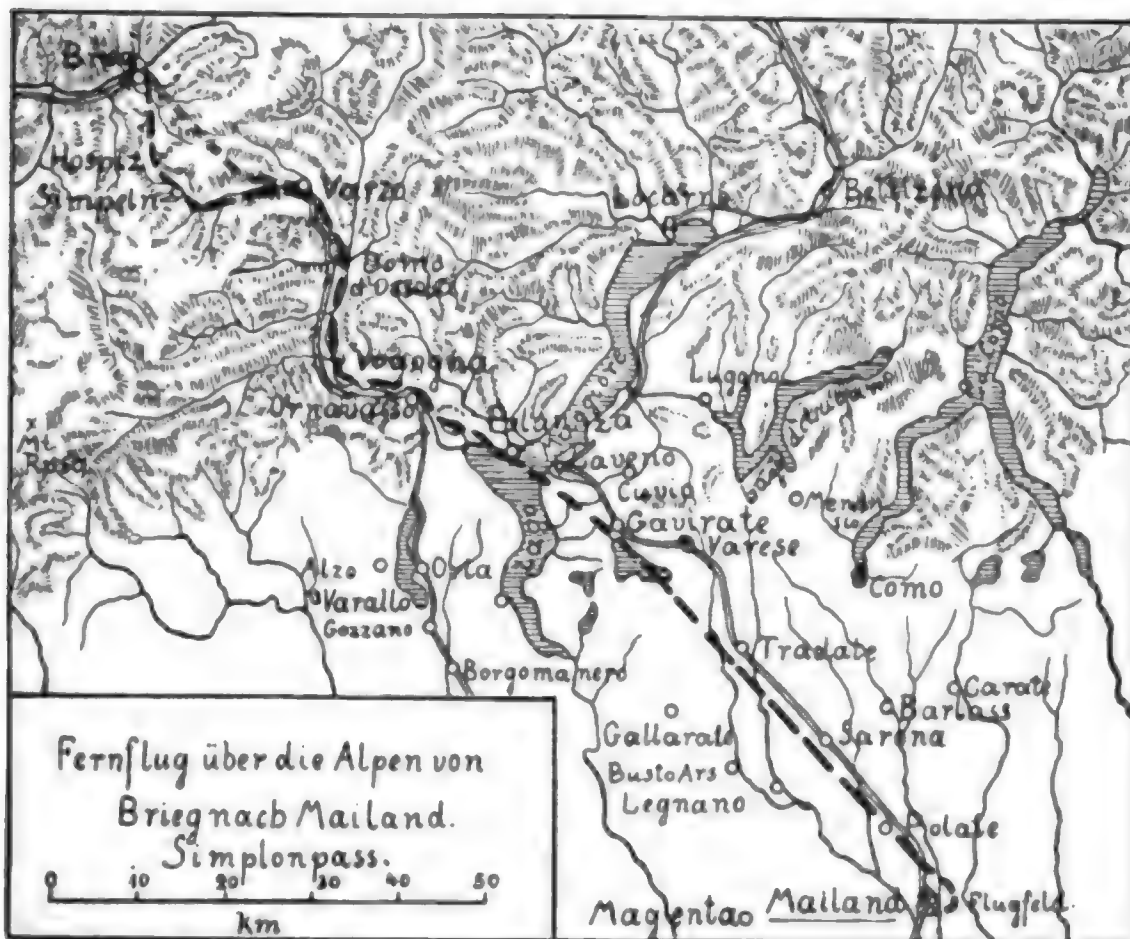 Brieg
Hospiz
Simpeln
Varzo
Domo
d'Ossola
Vogogna
Ornavasso
Mt.
Rosa
Pallanza
Laveno
Cuvio
Gavirate
Varese
Lugano
Como
Alzo
Orta
Varallo
Gozzano
Borgomanero
Tradate
Carate
Barlass
Sarona
Gallarate
Busto Ars
Legnano
Bolate
Magenta
Mailand
Flugfeld.
Fernflug über die Alpen von
Brieg nach Mailand.
Simplonpass.
0 10 20 30 40 50
km